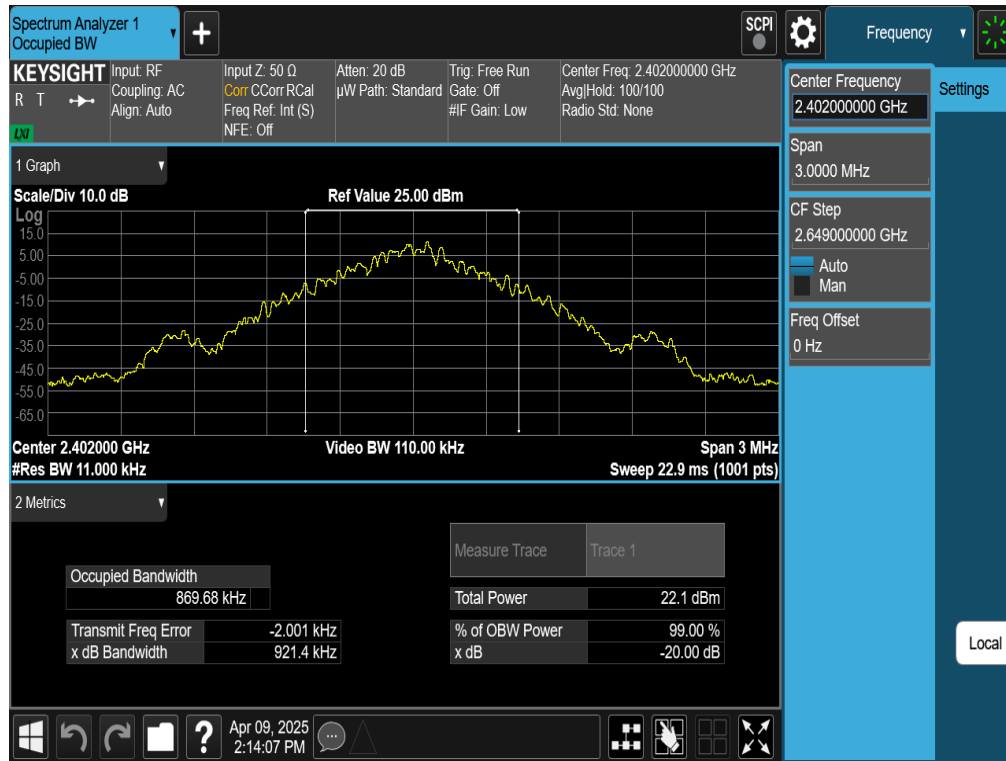 Spectrum Analyzer 1
Occupied BW
+
SCPI
Frequency
KEYSIGHT
R T
LXI
Input: RF
Coupling: AC
Align: Auto
Input Z: 50 Ω
Corr CCorr RCal
Freq Ref: Int (S)
NFE: Off
Atten: 20 dB
µW Path: Standard
Trig: Free Run
Gate: Off
#IF Gain: Low
Center Freq: 2.402000000 GHz
Avg|Hold: 100/100
Radio Std: None
Center Frequency
2.402000000 GHz
Settings
Span
3.0000 MHz
CF Step
2.649000000 GHz
Auto
Man
Freq Offset
0 Hz
Local
1 Graph
Scale/Div 10.0 dB
Ref Value 25.00 dBm
Log
15.0
5.00
-5.00
-15.0
-25.0
-35.0
-45.0
-55.0
-65.0
Center 2.402000 GHz
Video BW 110.00 kHz
Span 3 MHz
#Res BW 11.000 kHz
Sweep 22.9 ms (1001 pts)
2 Metrics
Measure Trace
Trace 1
Occupied Bandwidth
869.68 kHz
Total Power
22.1 dBm
Transmit Freq Error
-2.001 kHz
% of OBW Power
99.00 %
x dB Bandwidth
921.4 kHz
x dB
-20.00 dB
?
Apr 09, 2025
2:14:07 PM